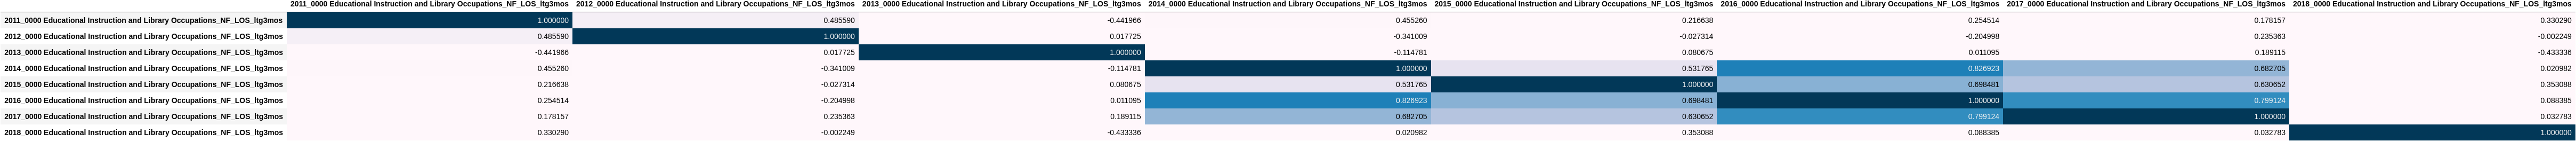 2011_0000 Educational Instruction and Library Occupations_NF_LOS_ltg3mos 2012_0000 Educational Instruction and Library Occupations_NF_LOS_ltg3mos 2013_0000 Educational Instruction and Library Occupations_NF_LOS_ltg3mos 2014_0000 Educational Instruction and Library Occupations_NF_LOS_ltg3mos 2015_0000 Educational Instruction and Library Occupations_NF_LOS_ltg3mos 2016_0000 Educational Instruction and Library Occupations_NF_LOS_ltg3mos 2017_0000 Educational Instruction and Library Occupations_NF_LOS_ltg3mos 2018_0000 Educational Instruction and Library Occupations_NF_LOS_ltg3mos
2011_0000 Educational Instruction and Library Occupations_NF_LOS_ltg3mos 1.000000 0.485590 -0.441966 0.455260 0.216638 0.254514 0.178157 0.330290
2012_0000 Educational Instruction and Library Occupations_NF_LOS_ltg3mos 0.485590 1.000000 0.017725 -0.341009 -0.027314 -0.204998 0.235363 -0.002249
2013_0000 Educational Instruction and Library Occupations_NF_LOS_ltg3mos -0.441966 0.017725 1.000000 -0.114781 0.080675 0.011095 0.189115 -0.433336
2014_0000 Educational Instruction and Library Occupations_NF_LOS_ltg3mos 0.455260 -0.341009 -0.114781 1.000000 0.531765 0.826923 0.682705 0.020982
2015_0000 Educational Instruction and Library Occupations_NF_LOS_ltg3mos 0.216638 -0.027314 0.080675 0.531765 1.000000 0.698481 0.630652 0.353088
2016_0000 Educational Instruction and Library Occupations_NF_LOS_ltg3mos 0.254514 -0.204998 0.011095 0.826923 0.698481 1.000000 0.799124 0.088385
2017_0000 Educational Instruction and Library Occupations_NF_LOS_ltg3mos 0.178157 0.235363 0.189115 0.682705 0.630652 0.799124 1.000000 0.032783
2018_0000 Educational Instruction and Library Occupations_NF_LOS_ltg3mos 0.330290 -0.002249 -0.433336 0.020982 0.353088 0.088385 0.032783 1.000000